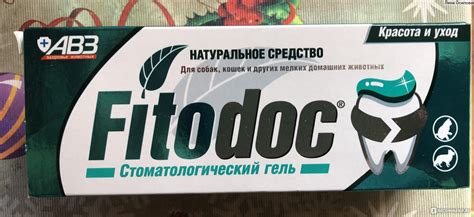 АВЗ
Красота и уход
НАТУРАЛЬНОЕ СРЕДСТВО
Для собак, кошек и других мелких домашних животных
Fitodoc®
Стоматологический гель